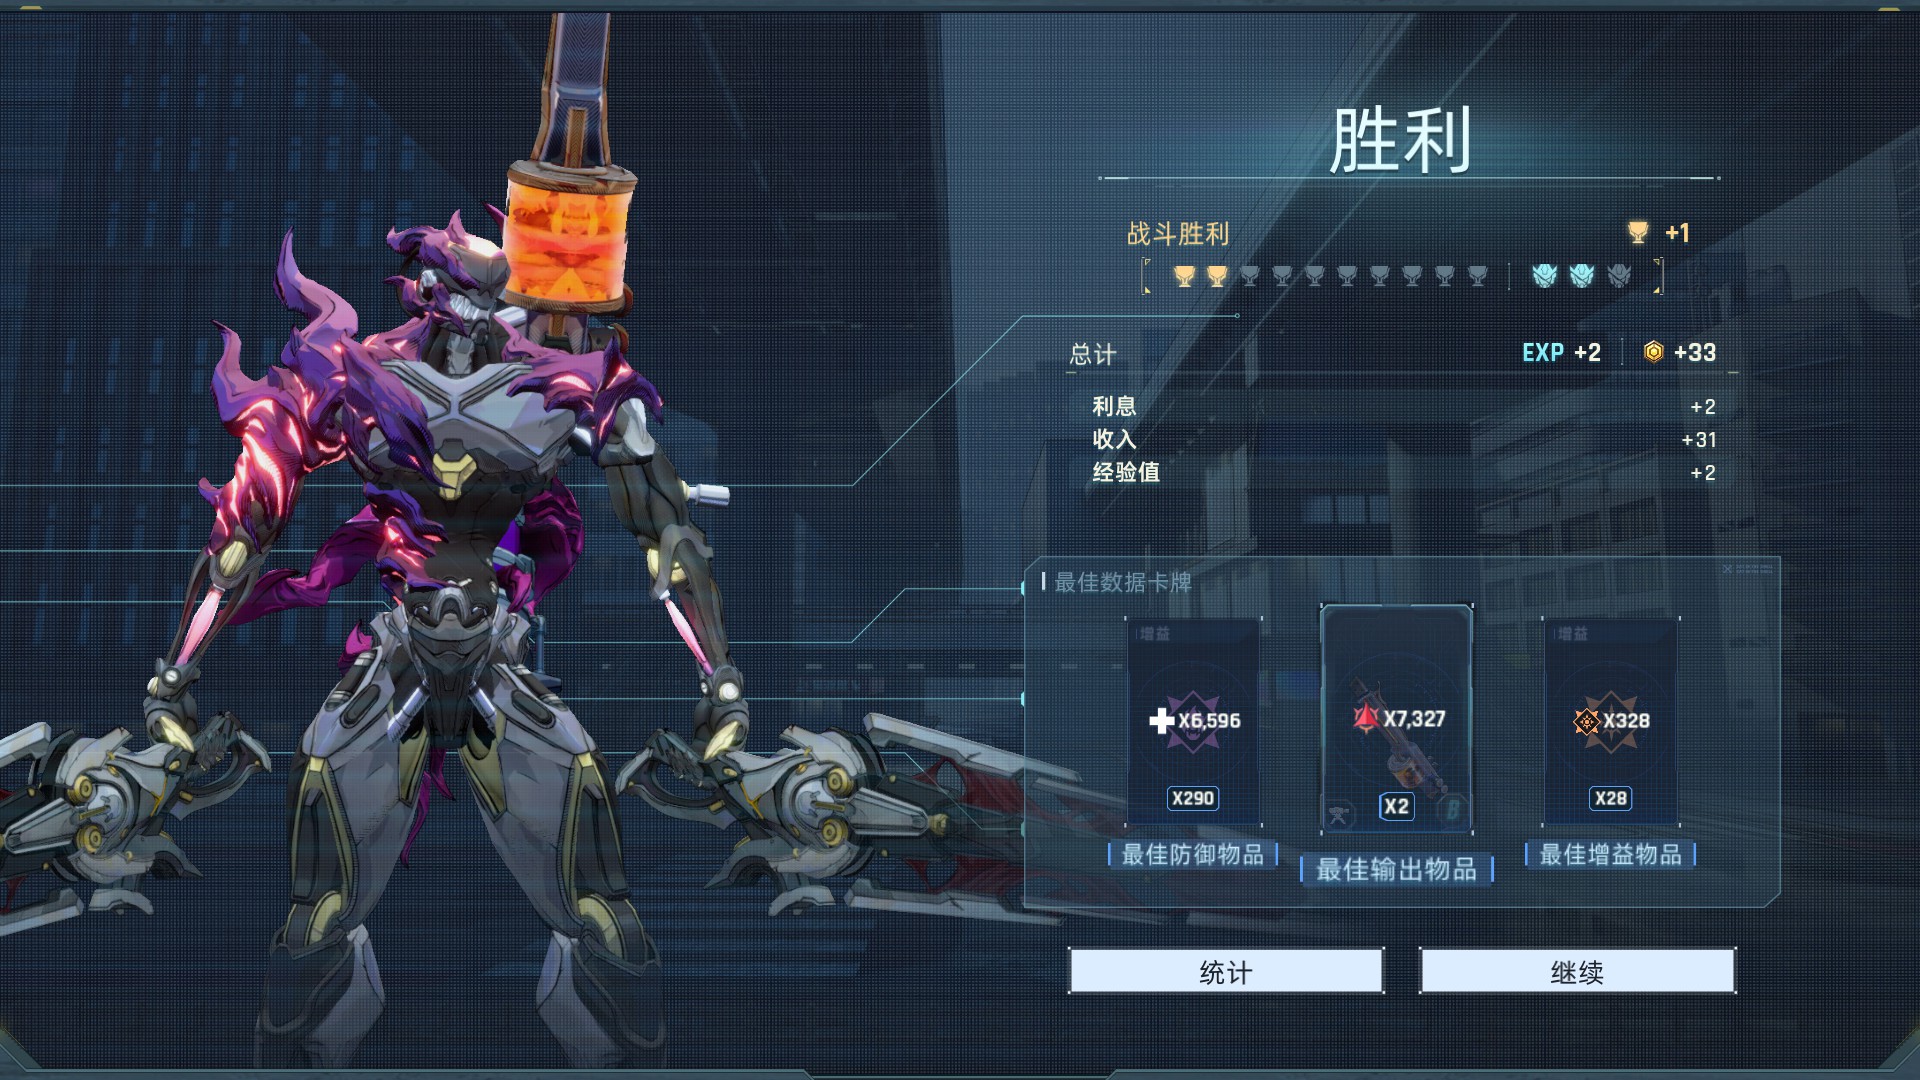 胜利
战斗胜利 +1
总计 EXP +2 +33
利息 +2
收入 +31
经验值 +2
最佳数据卡牌
增益 增益
X6,596 X7,327 X328
X290 X2 X28
最佳防御物品 最佳输出物品 最佳增益物品
统计 继续